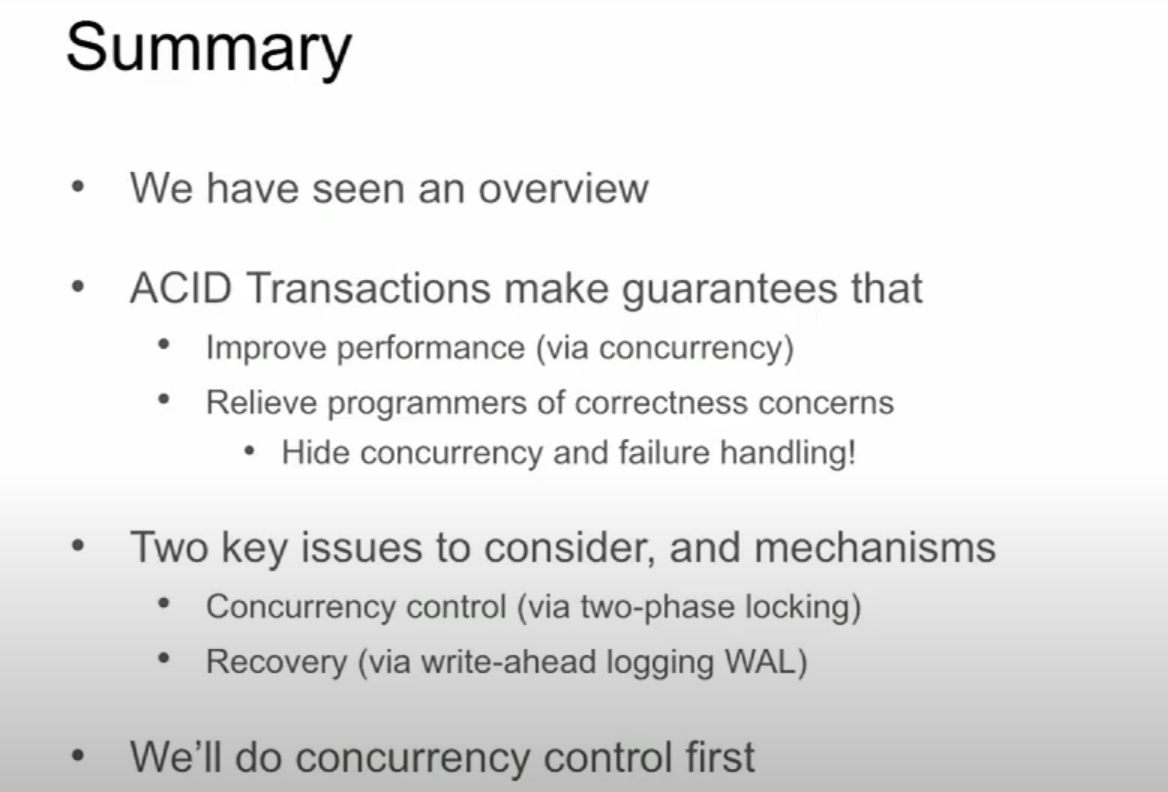 Summary
• We have seen an overview
• ACID Transactions make guarantees that
• Improve performance (via concurrency)
• Relieve programmers of correctness concerns
• Hide concurrency and failure handling!
• Two key issues to consider, and mechanisms
• Concurrency control (via two-phase locking)
• Recovery (via write-ahead logging WAL)
• We’ll do concurrency control first